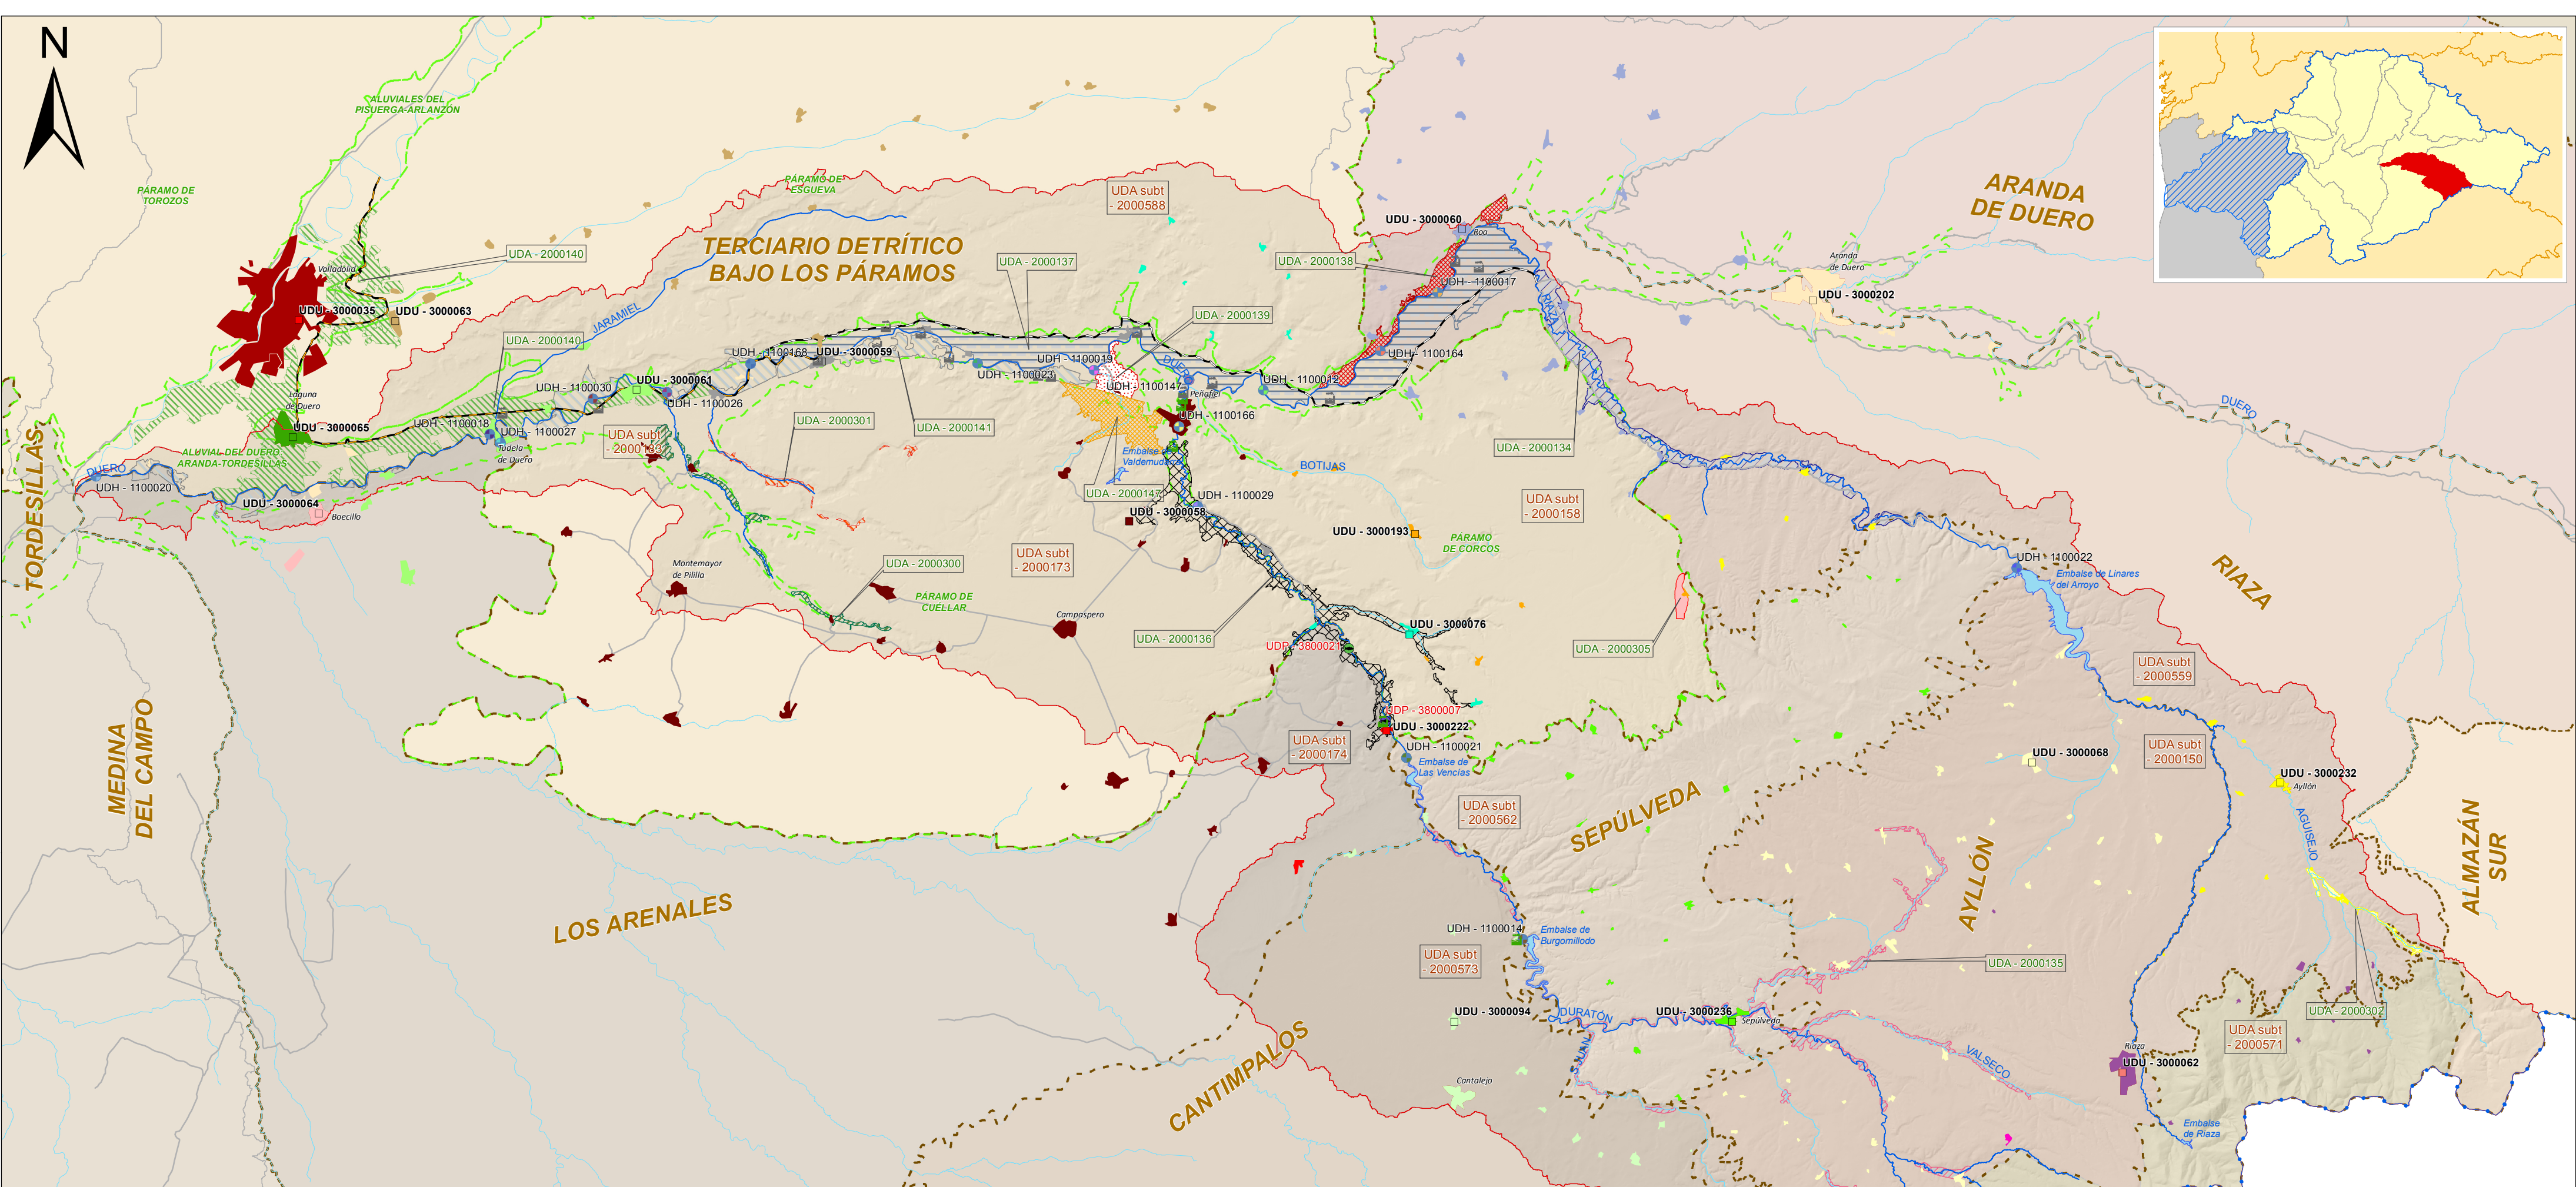 N
ALUVIALES DEL
PISUERGA-ARLANZÓN
PÁRAMO DE
TOROZOS
PÁRAMO DE
ESGUEVA
UDA subt
- 2000588
ARANDA
DE DUERO
UDU - 3000060
Roa
TERCIARIO DETRÍTICO
BAJO LOS PÁRAMOS
UDA - 2000140
UDA - 2000137
UDA - 2000138
Valladolid
UDU - 3000035
UDU - 3000063
UDH - 1100017
Aranda
de Duero
UDU - 3000202
RIAZA
JARAMIEL
UDA - 2000139
UDA - 2000140
UDH - 1100168
UDU - 3000059
UDH - 1100019
DUERO
UDH - 1100164
UDH - 1100023
UDH - 1100030
UDU - 3000061
UDH - 1100147
UDH - 1100012
Peñafiel
UDH - 1100026
Laguna
de Duero
UDU - 3000065
UDH - 1100018
UDH - 1100027
UDA - 2000301
UDA - 2000141
UDH - 1100166
DUERO
UDA subt
UDA - 2000134
Tudela
de Duero
ALUVIAL DEL DUERO
ARANDA-TORDESILLAS
Embalse de
Valdemudarra
BOTIJAS
TORDESILLAS
DUERO
UDH - 1100020
UDA - 2000147
UDH - 1100029
UDU - 3000064
Boecillo
UDU - 3000058
UDA subt
- 2000158
UDU - 3000193
PÁRAMO
DE CORCOS
UDA subt
- 2000173
UDH - 1100022
Embalse de Linares
del Arroyo
RIAZA
Montemayor
de Pililla
UDA - 2000300
PÁRAMO DE
CUÉLLAR
Campaspero
UDA - 2000136
UDU - 3000076
UDP - 3800021
UDA - 2000305
UDA subt
- 2000559
MEDINA
DEL CAMPO
UDP - 3800007
UDU - 3000222
UDA subt
- 2000174
UDH - 1100021
Embalse de
Las Vencías
UDU - 3000068
UDA subt
- 2000150
UDU - 3000232
Ayllón
UDA subt
- 2000562
SEPÚLVEDA
AGUISEJO
ALMAZÁN
SUR
AYLLÓN
LOS ARENALES
UDH - 1100014
Embalse de
Burgomillodo
UDA subt
- 2000573
UDA - 2000135
UDU - 3000094
DURATÓN
UDU - 3000236
Sepúlveda
UDA - 2000302
UDA subt
- 2000571
CANTIMPALOS
S.JUAN
VALSECO
Riaza
UDU - 3000062
Cantalejo
Embalse
de Riaza